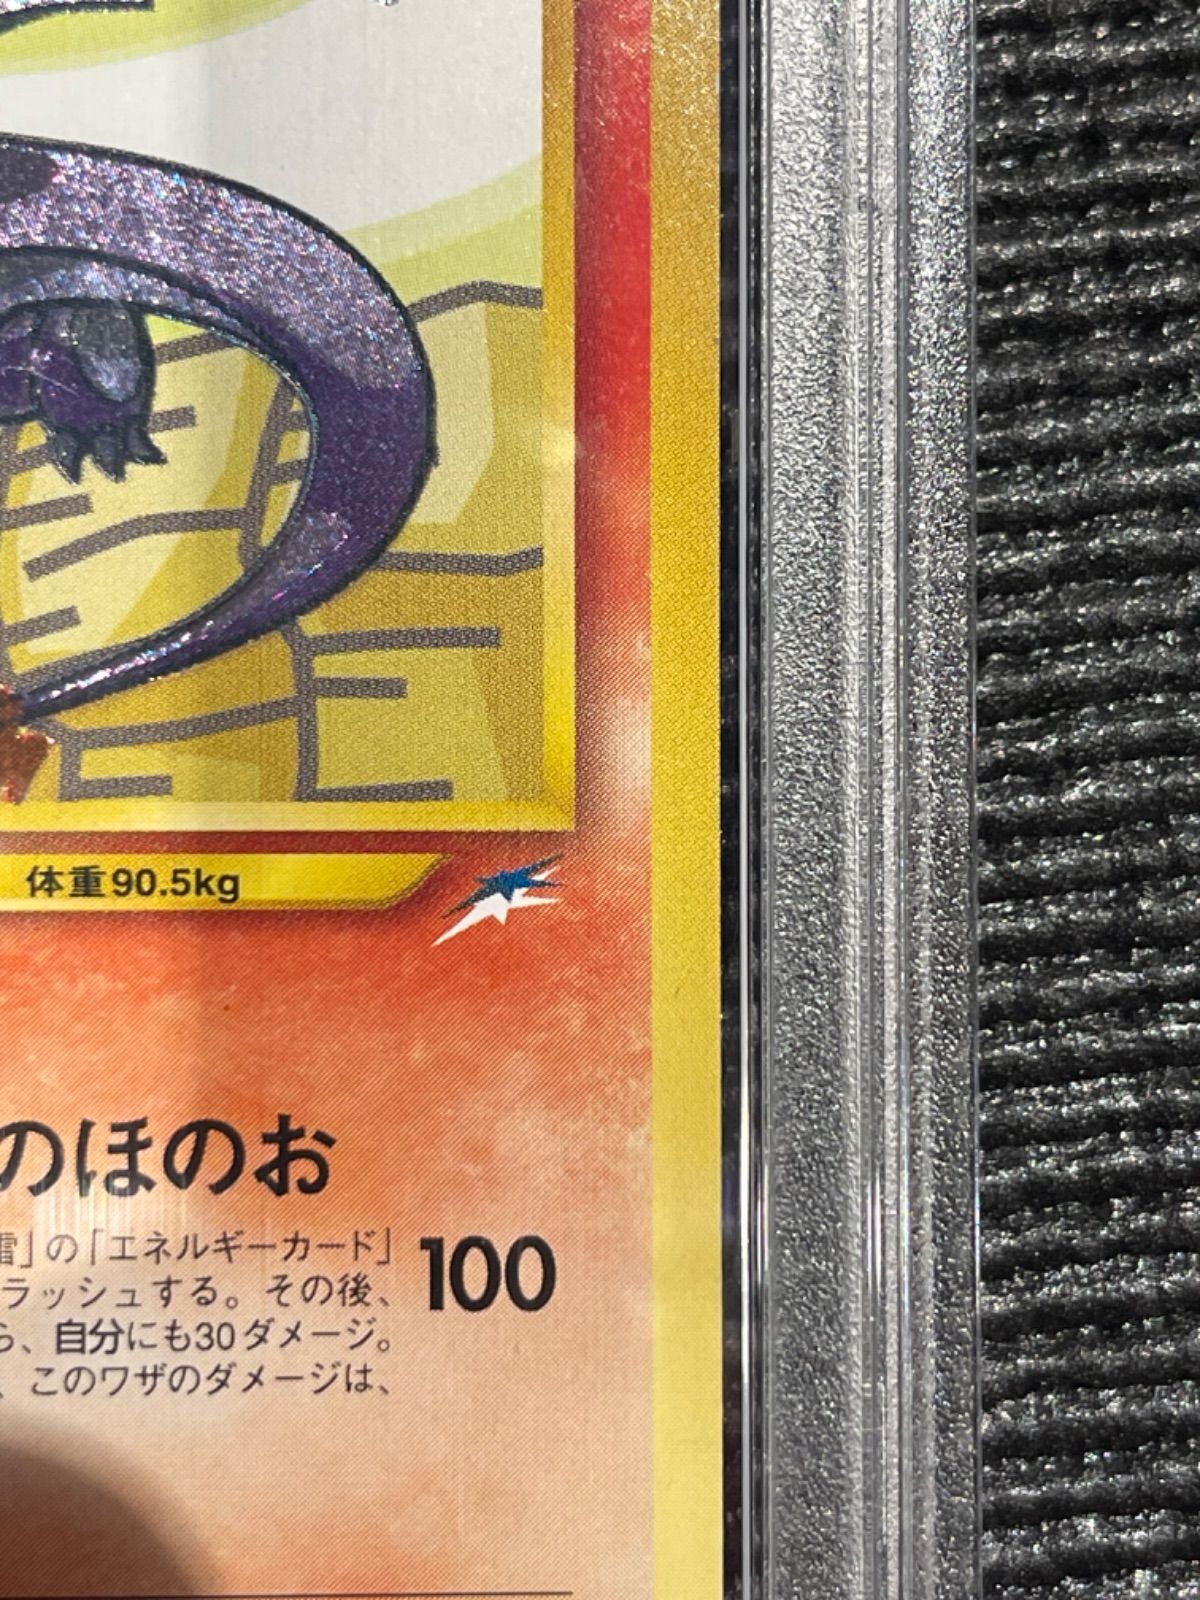 体重90.5kg
のほのお
雷」の「エネルギーカード」
ラッシュする。その後、
100
ら、自分にも30ダメージ。
、このワザのダメージは、